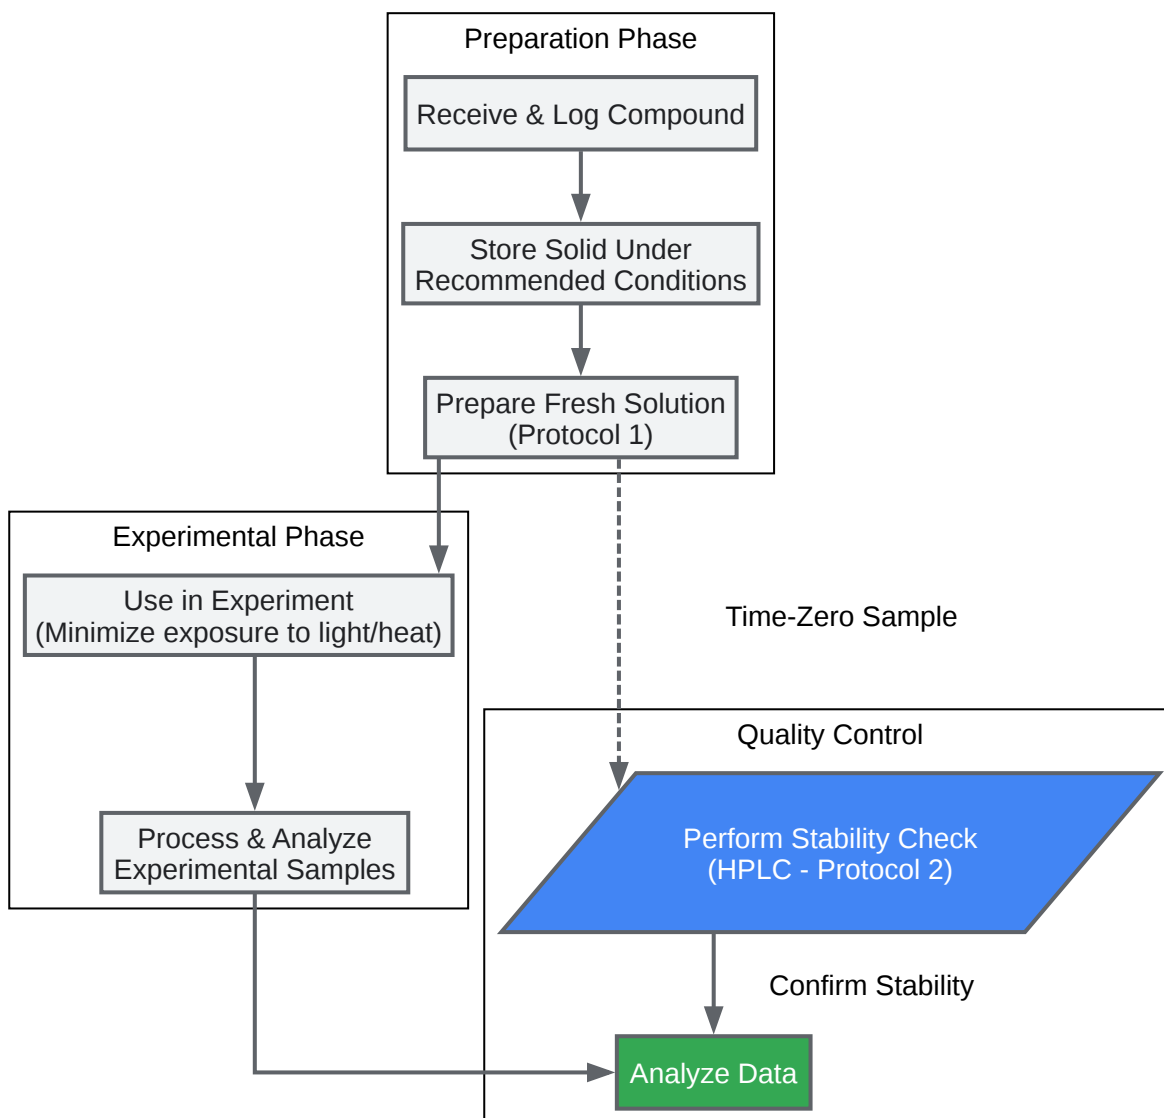 Preparation Phase
Receive & Log Compound
Store Solid Under
Recommended Conditions
Prepare Fresh Solution
(Protocol 1)
Experimental Phase
Use in Experiment
(Minimize exposure to light/heat)
Time-Zero Sample
Quality Control
Process & Analyze
Experimental Samples
Perform Stability Check
(HPLC - Protocol 2)
Confirm Stability
Analyze Data